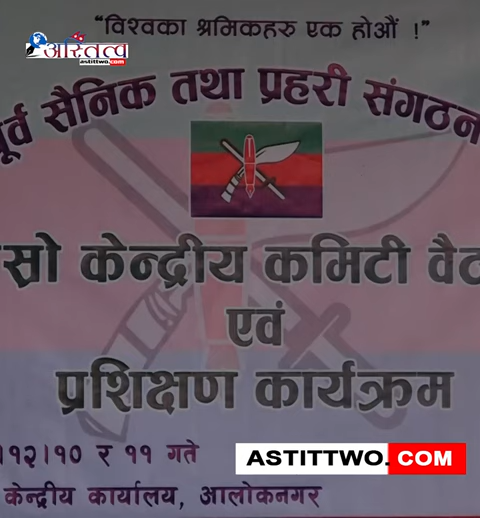 “विश्वका श्रमिकहरु एक होऔं !”
अस्तित्व
astittwo.com
पूर्व सैनिक तथा प्रहरी संगठन
स्रो केन्द्रीय कमिटी वैठ
एवं
प्रशिक्षण कार्यक्रम
।१२।१० र ११ गते
ASTITTWO.COM
केन्द्रीय कार्यालय, आलोकनगर